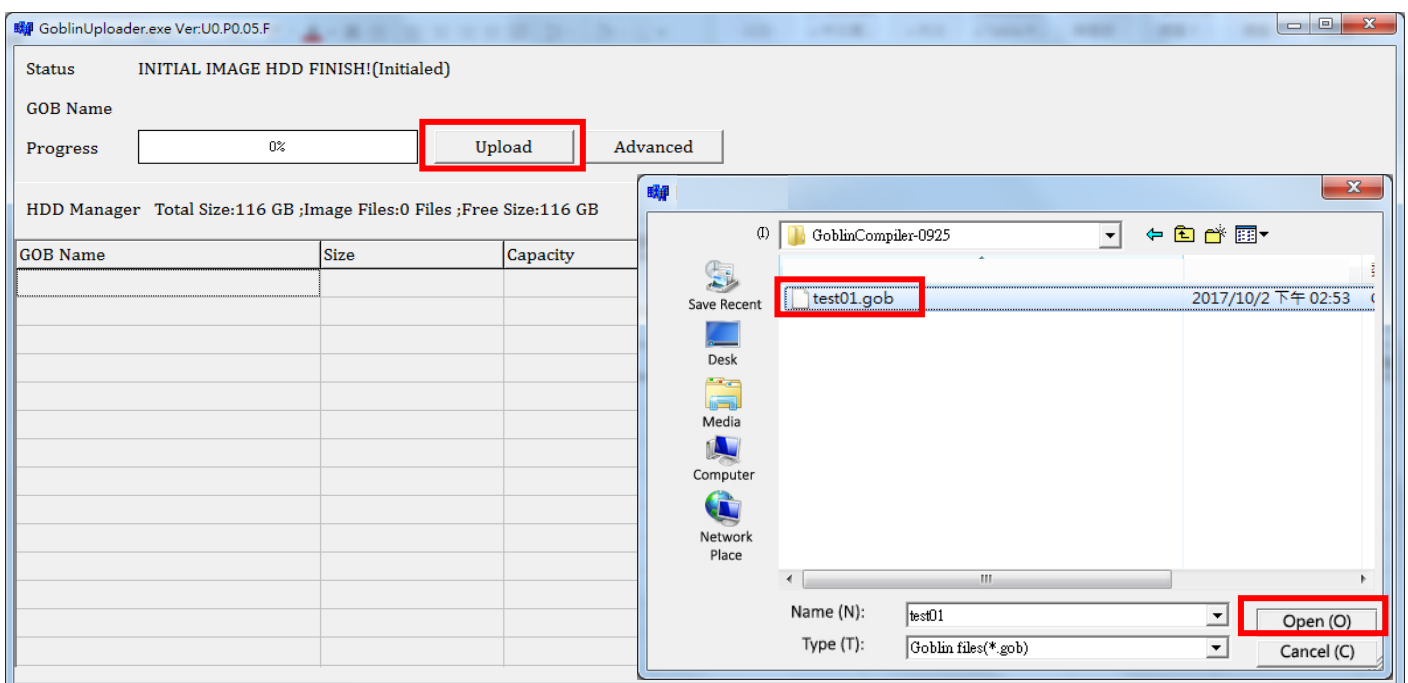 GoblinUploader.exe Ver:U0.P0.05.F
Status INITIAL IMAGE HDD FINISH!(Initialed)
GOB Name
Progress 0% Upload Advanced
HDD Manager Total Size:116 GB ;Image Files:0 Files ;Free Size:116 GB
GOB Name Size Capacity
(I) GoblinCompiler-0925
Save Recent
Desk
Media
Computer
Network
Place
test01.gob 2017/10/2 下午 02:53
Name (N): test01 Open (O)
Type (T): Goblin files(*.gob) Cancel (C)